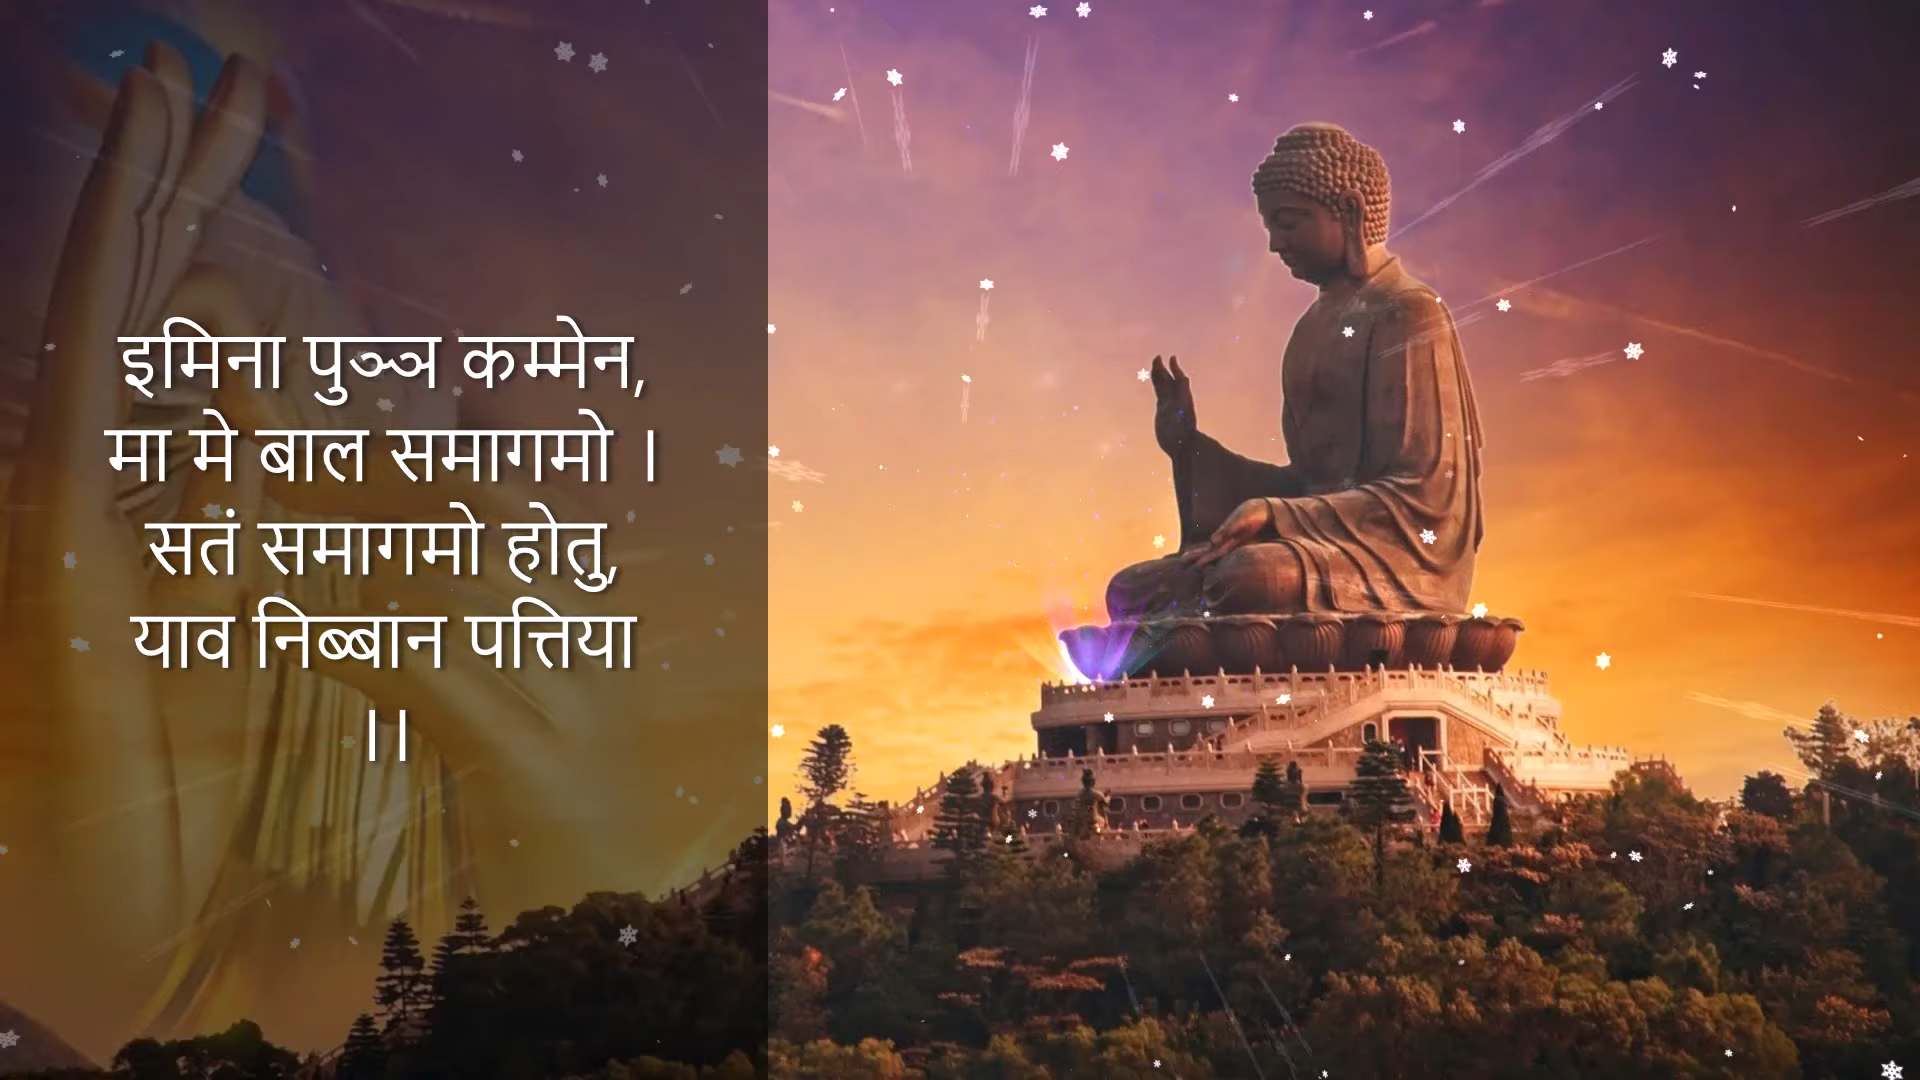 इमिना पुञ्ञ कम्मेन,
मा मे बाल समागमो ।
सतं समागमो होतु,
याव निब्बान पत्तिया
।।